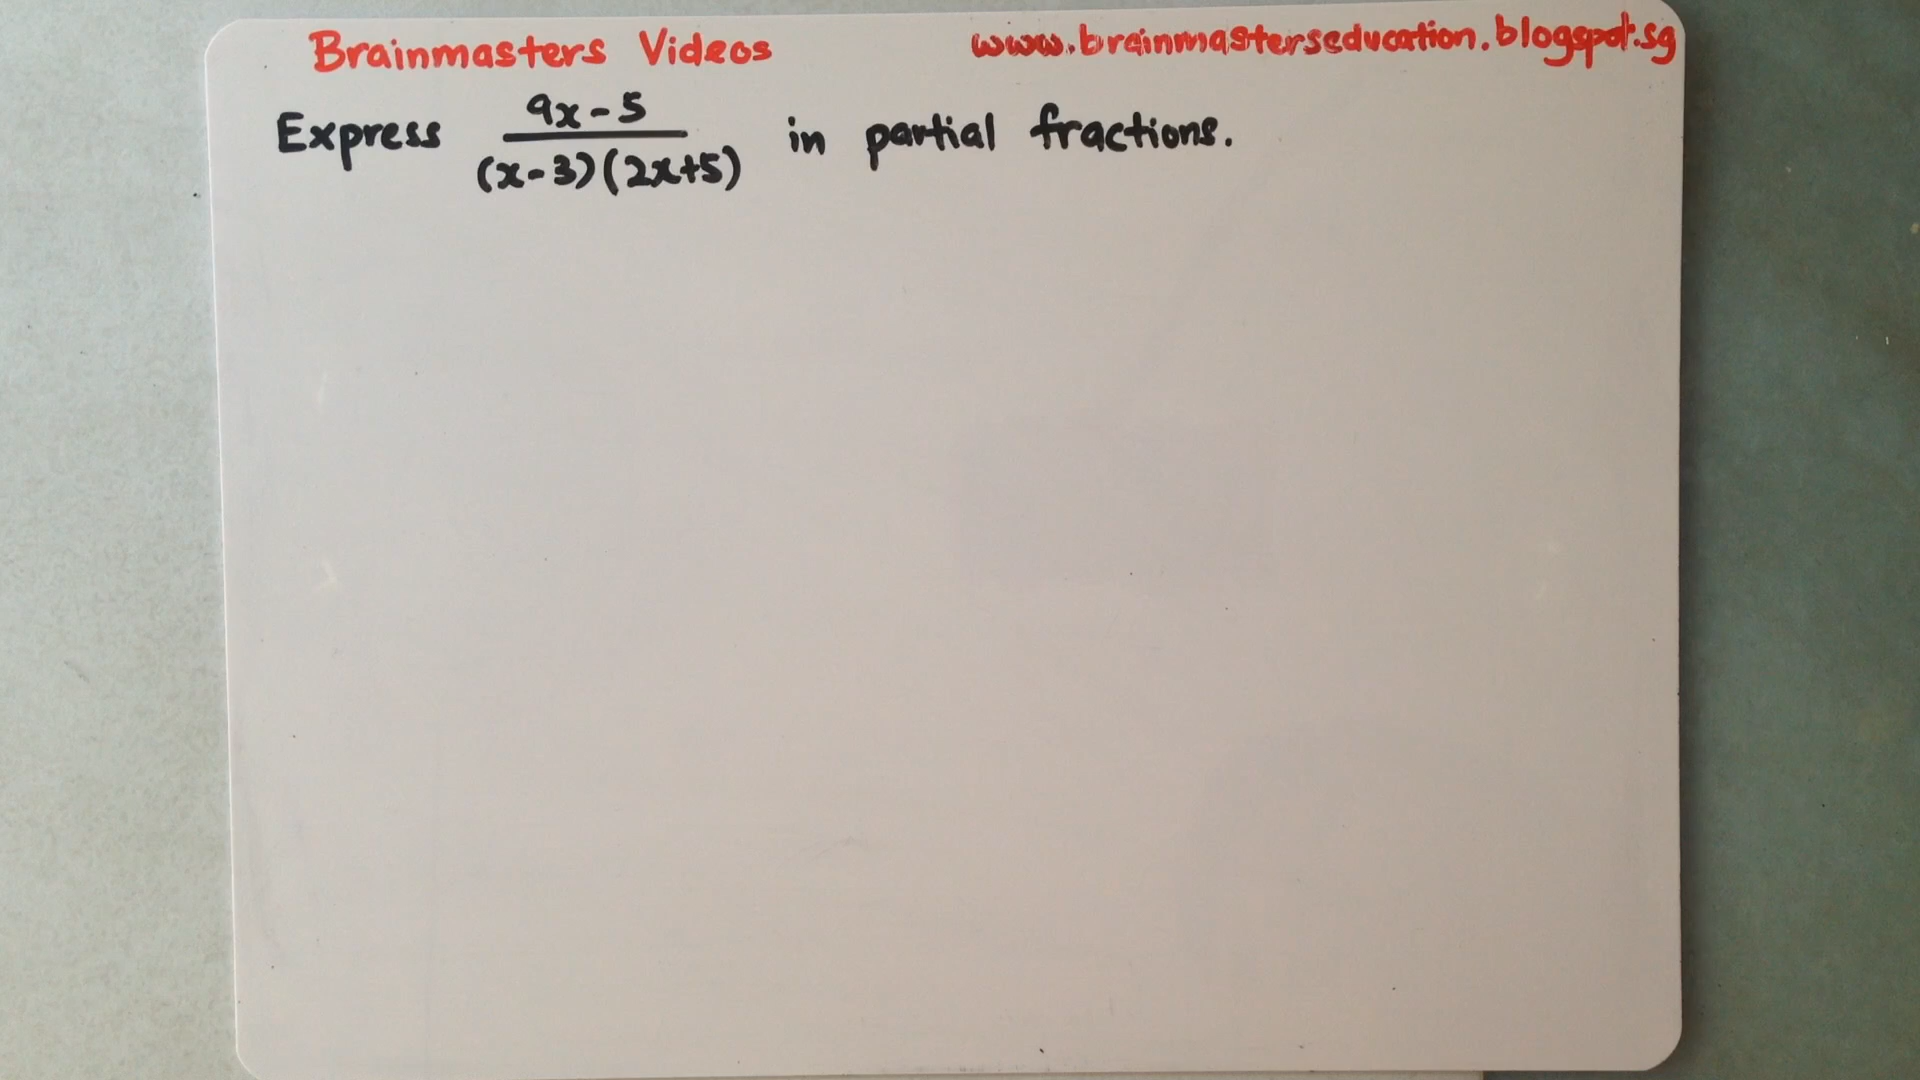 Brainmasters Videos www.brainmasterseducation.blogspot.sg
9x-5
Express in partial fractions.
(x-3)(2x+5)